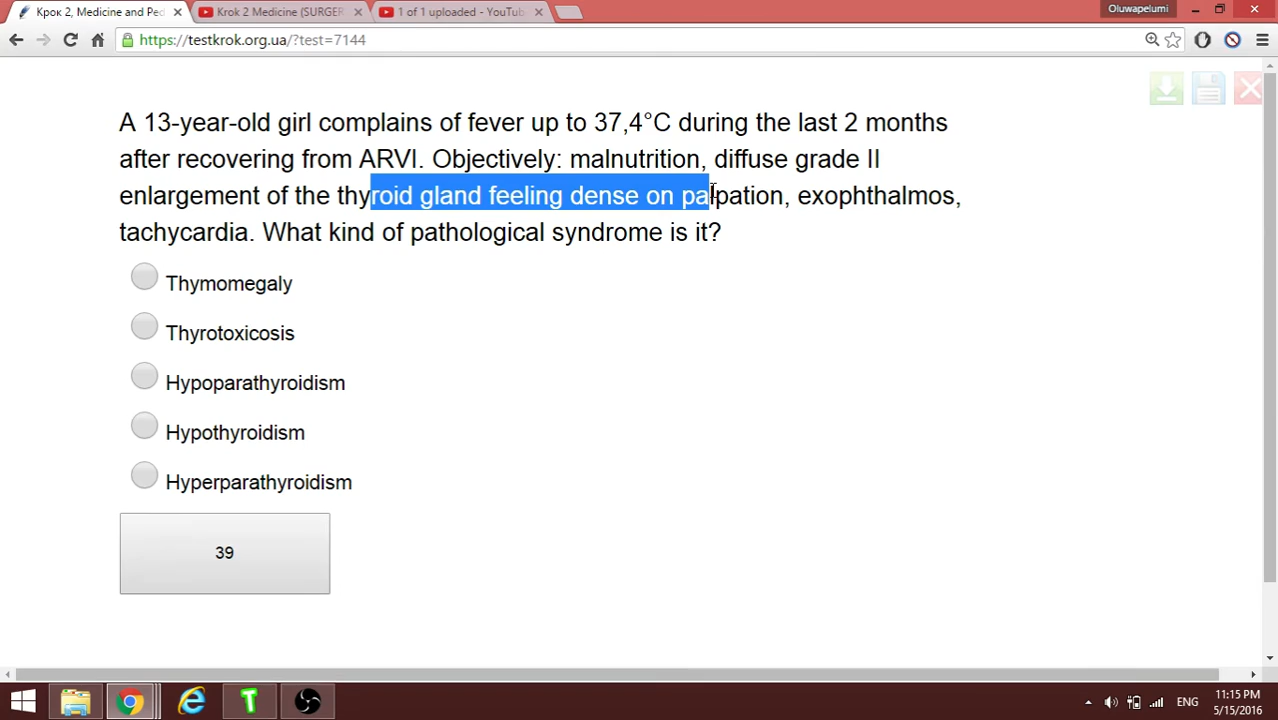 Крок 2, Medicine and Ped
Krok 2 Medicine (SURGER
1 of 1 uploaded - YouTub
Oluwapelumi
https://testkrok.org.ua/?test=7144
A 13-year-old girl complains of fever up to 37,4°C during the last 2 months
after recovering from ARVI. Objectively: malnutrition, diffuse grade II
enlargement of the thyroid gland feeling dense on palpation, exophthalmos,
tachycardia. What kind of pathological syndrome is it?
Thymomegaly
Thyrotoxicosis
Hypoparathyroidism
Hypothyroidism
Hyperparathyroidism
39
ENG
11:15 PM
5/15/2016